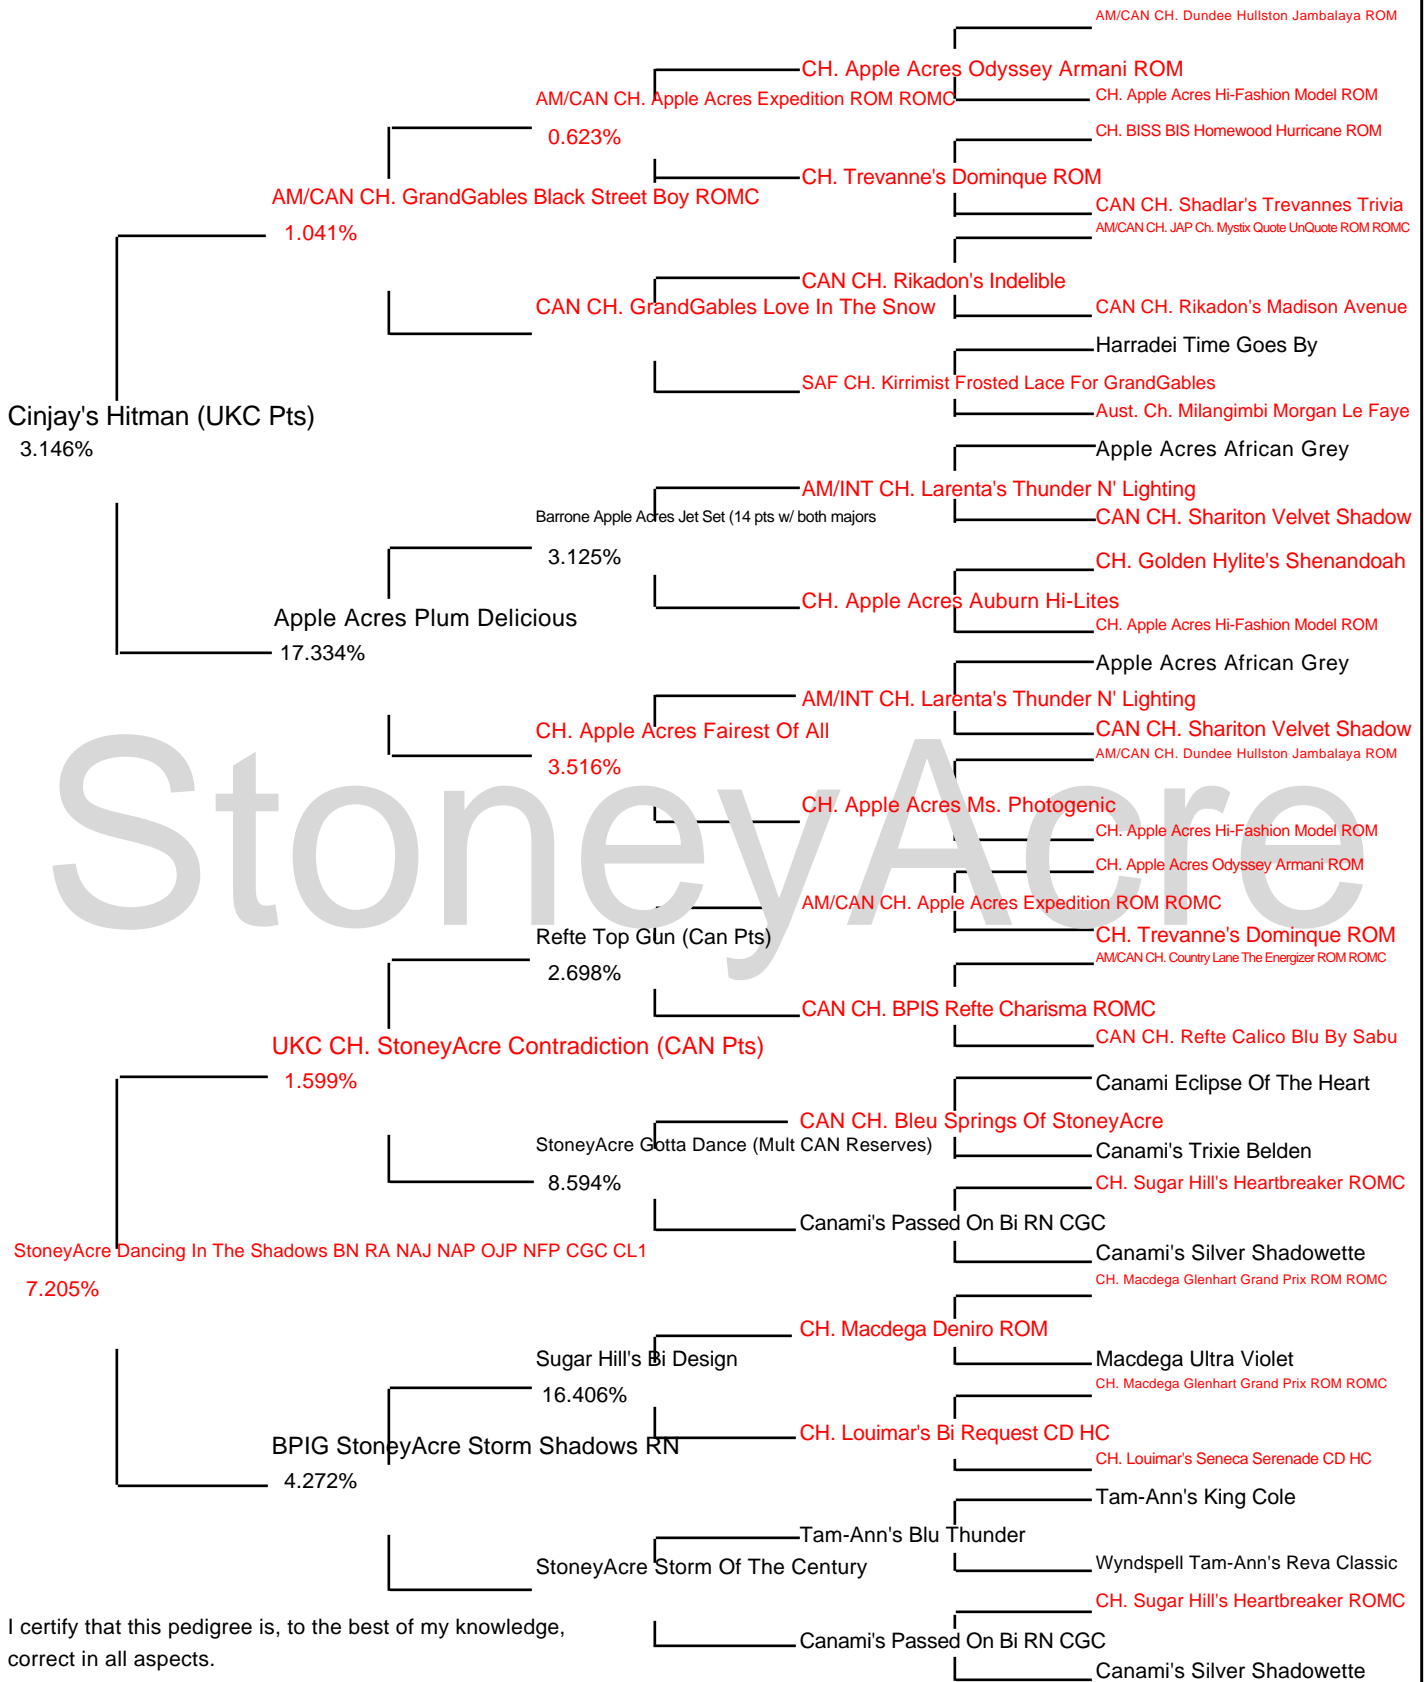 AM/CAN CH. Dundee Hullston Jambalaya ROM
CH. Apple Acres Odyssey Armani ROM
AM/CAN CH. Apple Acres Expedition ROM ROMC
CH. Apple Acres Hi-Fashion Model ROM
0.623%
CH. BISS BIS Homewood Hurricane ROM
CH. Trevanne's Dominque ROM
AM/CAN CH. GrandGables Black Street Boy ROMC
CAN CH. Shadlar's Trevannes Trivia
1.041%
AM/CAN CH. JAP Ch. Mystix Quote UnQuote ROM ROMC
CAN CH. Rikadon's Indelible
CAN CH. GrandGables Love In The Snow
CAN CH. Rikadon's Madison Avenue
Harradei Time Goes By
SAF CH. Kirrimist Frosted Lace For GrandGables
Aust. Ch. Milangimbi Morgan Le Faye
Cinjay's Hitman (UKC Pts)
3.146%
Apple Acres African Grey
AM/INT CH. Larenta's Thunder N' Lighting
Barrone Apple Acres Jet Set (14 pts w/ both majors
CAN CH. Shariton Velvet Shadow
3.125%
CH. Golden Hylite's Shenandoah
CH. Apple Acres Auburn Hi-Lites
Apple Acres Plum Delicious
CH. Apple Acres Hi-Fashion Model ROM
17.334%
Apple Acres African Grey
AM/INT CH. Larenta's Thunder N' Lighting
CH. Apple Acres Fairest Of All
CAN CH. Shariton Velvet Shadow
3.516%
AM/CAN CH. Dundee Hullston Jambalaya ROM
CH. Apple Acres Ms. Photogenic
CH. Apple Acres Hi-Fashion Model ROM
StoneyAcre
CH. Apple Acres Odyssey Armani ROM
AM/CAN CH. Apple Acres Expedition ROM ROMC
Refte Top Gun (Can Pts)
CH. Trevanne's Dominque ROM
2.698%
AM/CAN CH. Country Lane The Energizer ROM ROMC
CAN CH. BPIS Refte Charisma ROMC
UKC CH. StoneyAcre Contradiction (CAN Pts)
CAN CH. Refte Calico Blu By Sabu
1.599%
Canami Eclipse Of The Heart
CAN CH. Bleu Springs Of StoneyAcre
StoneyAcre Gotta Dance (Mult CAN Reserves)
Canami's Trixie Belden
8.594%
CH. Sugar Hill's Heartbreaker ROMC
Canami's Passed On Bi RN CGC
StoneyAcre Dancing In The Shadows BN RA NAJ NAP OJP NFP CGC CL1
Canami's Silver Shadowette
7.205%
CH. Macdega Glenhart Grand Prix ROM ROMC
CH. Macdega Deniro ROM
Sugar Hill's Bi Design
Macdega Ultra Violet
16.406%
CH. Macdega Glenhart Grand Prix ROM ROMC
CH. Louimar's Bi Request CD HC
BPIG StoneyAcre Storm Shadows RN
CH. Louimar's Seneca Serenade CD HC
4.272%
Tam-Ann's King Cole
Tam-Ann's Blu Thunder
StoneyAcre Storm Of The Century
Wyndspell Tam-Ann's Reva Classic
CH. Sugar Hill's Heartbreaker ROMC
Canami's Passed On Bi RN CGC
Canami's Silver Shadowette
I certify that this pedigree is, to the best of my knowledge,
correct in all aspects.